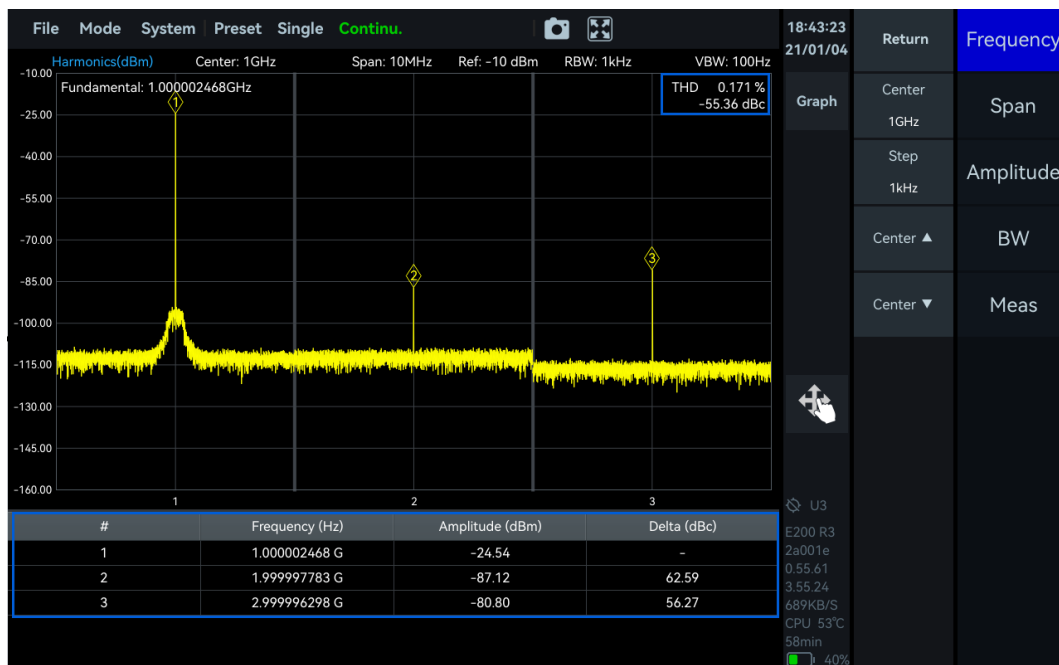 File Mode System Preset Single Continu.
18:43:23
21/01/04
Return
Frequency
Harmonics(dBm) Center: 1GHz Span: 10MHz Ref: -10 dBm RBW: 1kHz VBW: 100Hz
Fundamental: 1.000002468GHz
THD 0.171 %
-55.36 dBc
-10.00
-25.00
-40.00
-55.00
-70.00
-85.00
-100.00
-115.00
-130.00
-145.00
-160.00
1
2
3
1 2 3
Graph
Center
1GHz
Step
1kHz
Center ▲
Center ▼
Span
Amplitude
BW
Meas
# Frequency (Hz) Amplitude (dBm) Delta (dBc)
1 1.000002468 G -24.54 -
2 1.999997783 G -87.12 62.59
3 2.999996298 G -80.80 56.27
U3
E200 R3
2a001e
0.55.61
3.55.24
689KB/S
CPU 53℃
58min
40%